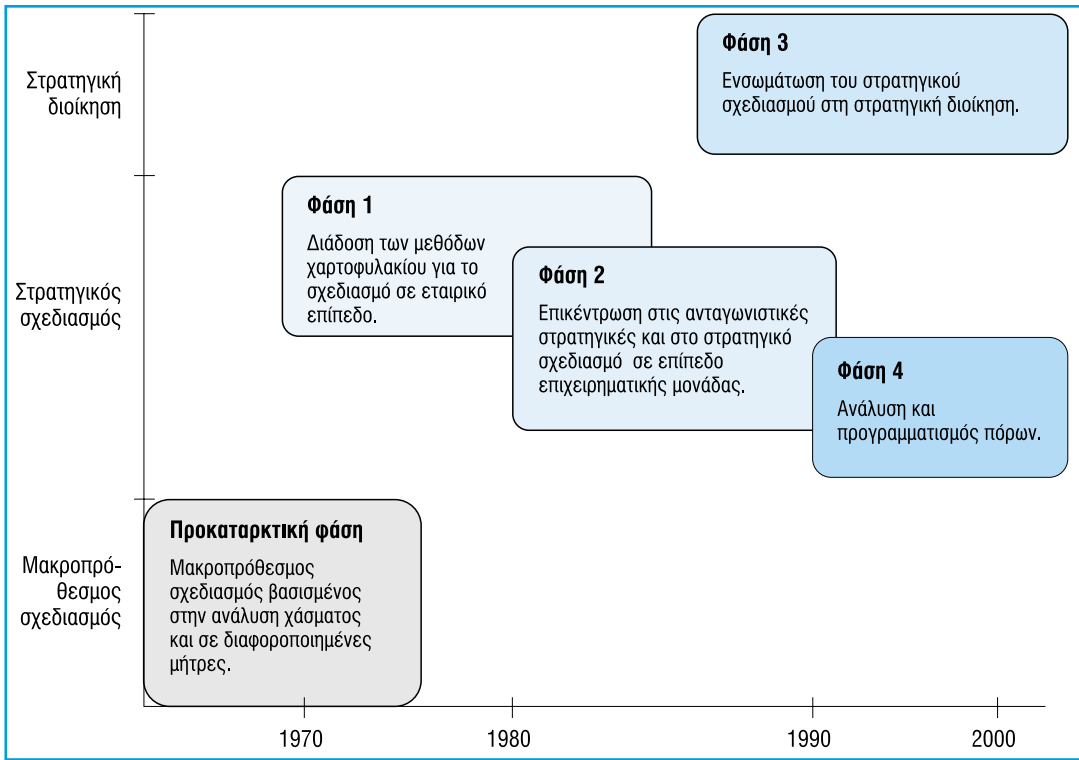 Στρατηγική
διοίκηση
Φάση 3
Ενσωμάτωση του στρατηγικού
σχεδιασμού στη στρατηγική διοίκηση.
Στρατηγικός
σχεδιασμός
Φάση 1
Διάδοση των μεθόδων
χαρτοφυλακίου για το
σχεδιασμό σε εταιρικό
επίπεδο.
Φάση 2
Επικέντρωση στις ανταγωνιστικές
στρατηγικές και στο στρατηγικό
σχεδιασμό σε επίπεδο
επιχειρηματικής μονάδας.
Φάση 4
Ανάλυση και
προγραμματισμός πόρων.
Μακροπρό-
θεσμος
σχεδιασμός
Προκαταρκτική φάση
Μακροπρόθεσμος
σχεδιασμός βασισμένος
στην ανάλυση χάσματος
και σε διαφοροποιημένες
μήτρες.
1970 1980 1990 2000